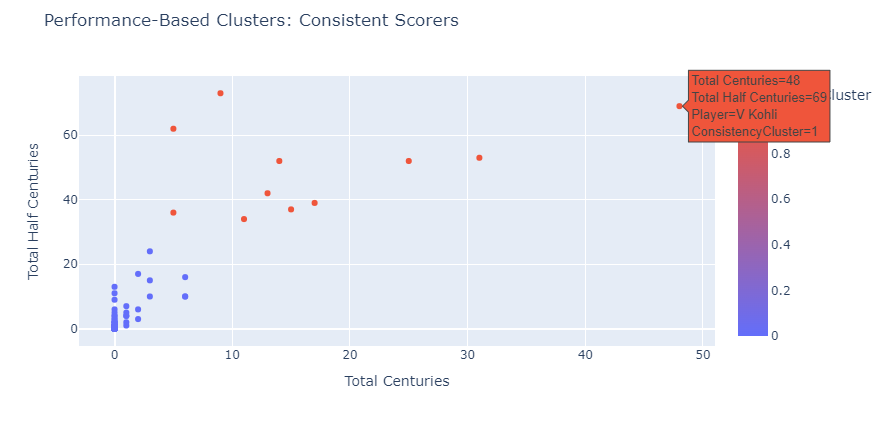 Performance-Based Clusters: Consistent Scorers
Total Centuries=48
Total Half Centuries=69
Player=V Kohli
ConsistencyCluster=1
Cluster
0.8
0.6
0.4
0.2
0
Total Half Centuries
60
40
20
0
0
10
20
30
40
50
Total Centuries